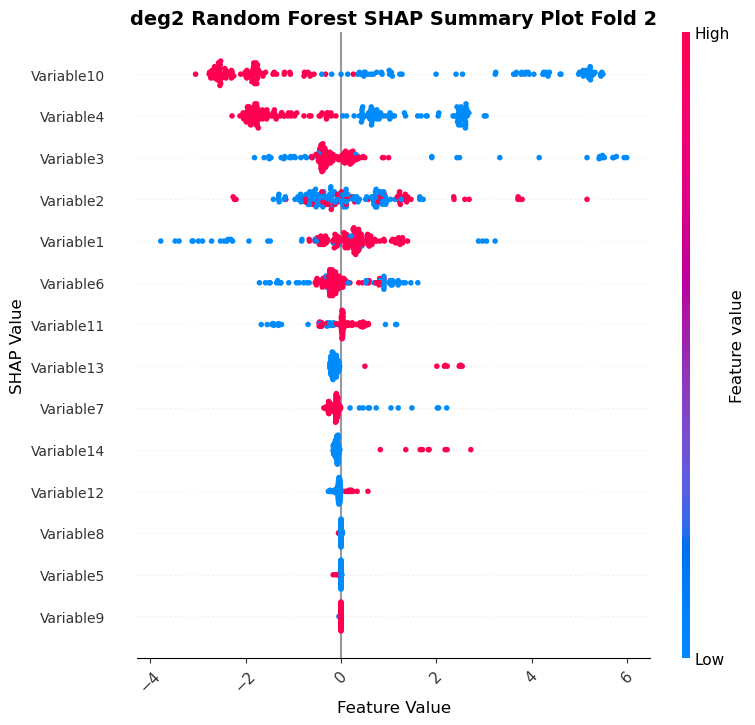 deg2 Random Forest SHAP Summary Plot Fold 2
High
Variable10
Variable4
Variable3
Variable2
Variable1
Variable6
Variable11
Variable13
Variable7
Variable14
Variable12
Variable8
Variable5
Variable9
SHAP Value
Feature value
Low
−4 −2 0 2 4 6
Feature Value